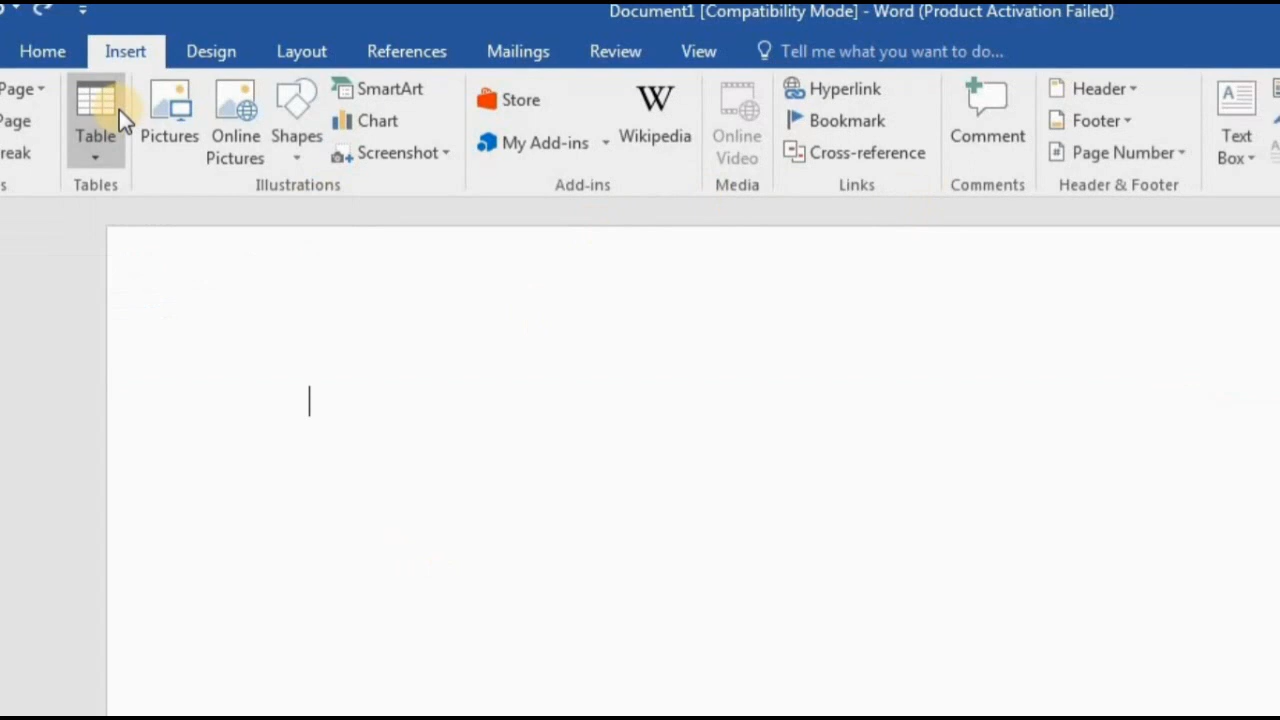 Document1 [Compatibility Mode] - Word (Product Activation Failed)
Home Insert Design Layout References Mailings Review View Tell me what you want to do...
Page
Page
reak
s
Table
Tables
Pictures
Online
Pictures
Shapes
SmartArt
Chart
Screenshot
Illustrations
Store
My Add-ins
W
Wikipedia
Add-ins
Online
Video
Media
Hyperlink
Bookmark
Cross-reference
Links
Comment
Comments
Header
Footer
# Page Number
Header & Footer
A
Text
Box